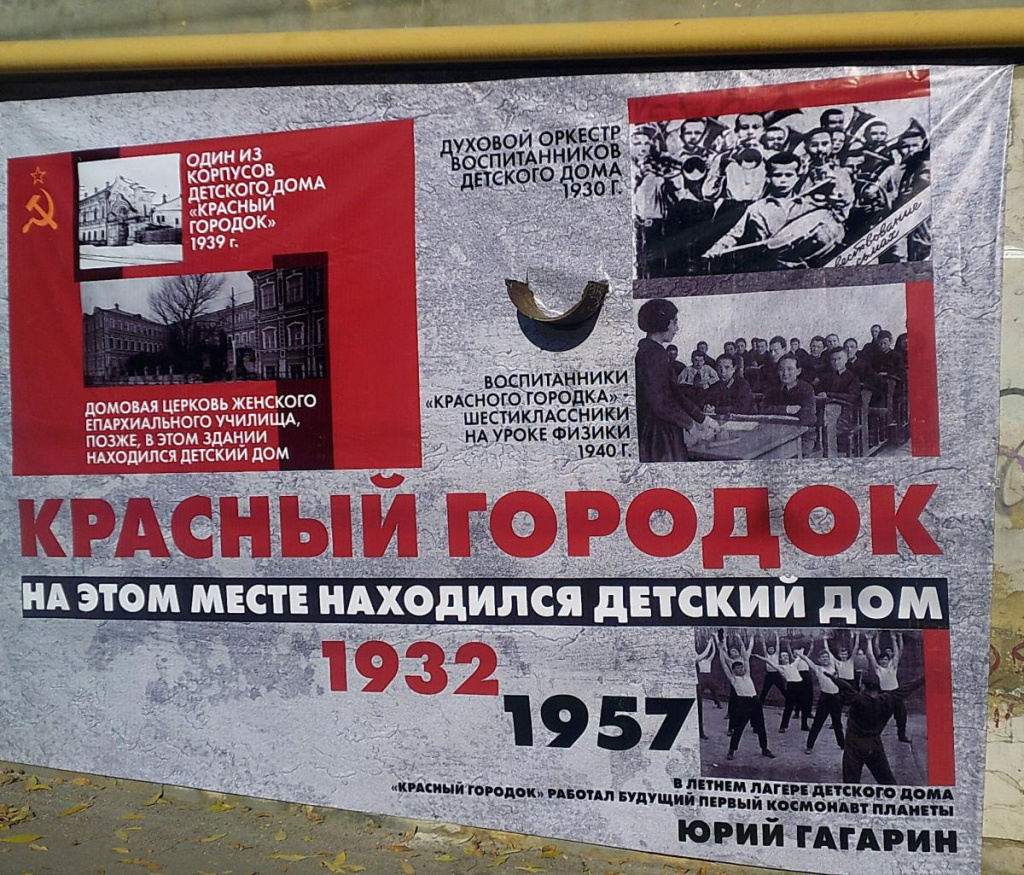 ОДИН ИЗ
КОРПУСОВ
ДЕТСКОГО ДОМА
«КРАСНЫЙ
ГОРОДОК»
1939 г.
ДОМОВАЯ ЦЕРКОВЬ ЖЕНСКОГО
ЕПАРХИАЛЬНОГО УЧИЛИЩА,
ПОЗЖЕ, В ЭТОМ ЗДАНИИ
НАХОДИЛСЯ ДЕТСКИЙ ДОМ
ДУХОВОЙ ОРКЕСТР
ВОСПИТАННИКОВ
ДЕТСКОГО ДОМА
1930 Г.
ВОСПИТАННИКИ
«КРАСНОГО ГОРОДКА» -
ШЕСТИКЛАССНИКИ
НА УРОКЕ ФИЗИКИ
1940 Г.
КРАСНЫЙ ГОРОДОК
НА ЭТОМ МЕСТЕ НАХОДИЛСЯ ДЕТСКИЙ ДОМ
1932
1957
В ЛЕТНЕМ ЛАГЕРЕ ДЕТСКОГО ДОМА
«КРАСНЫЙ ГОРОДОК» РАБОТАЛ БУДУЩИЙ ПЕРВЫЙ КОСМОНАВТ ПЛАНЕТЫ
ЮРИЙ ГАГАРИН